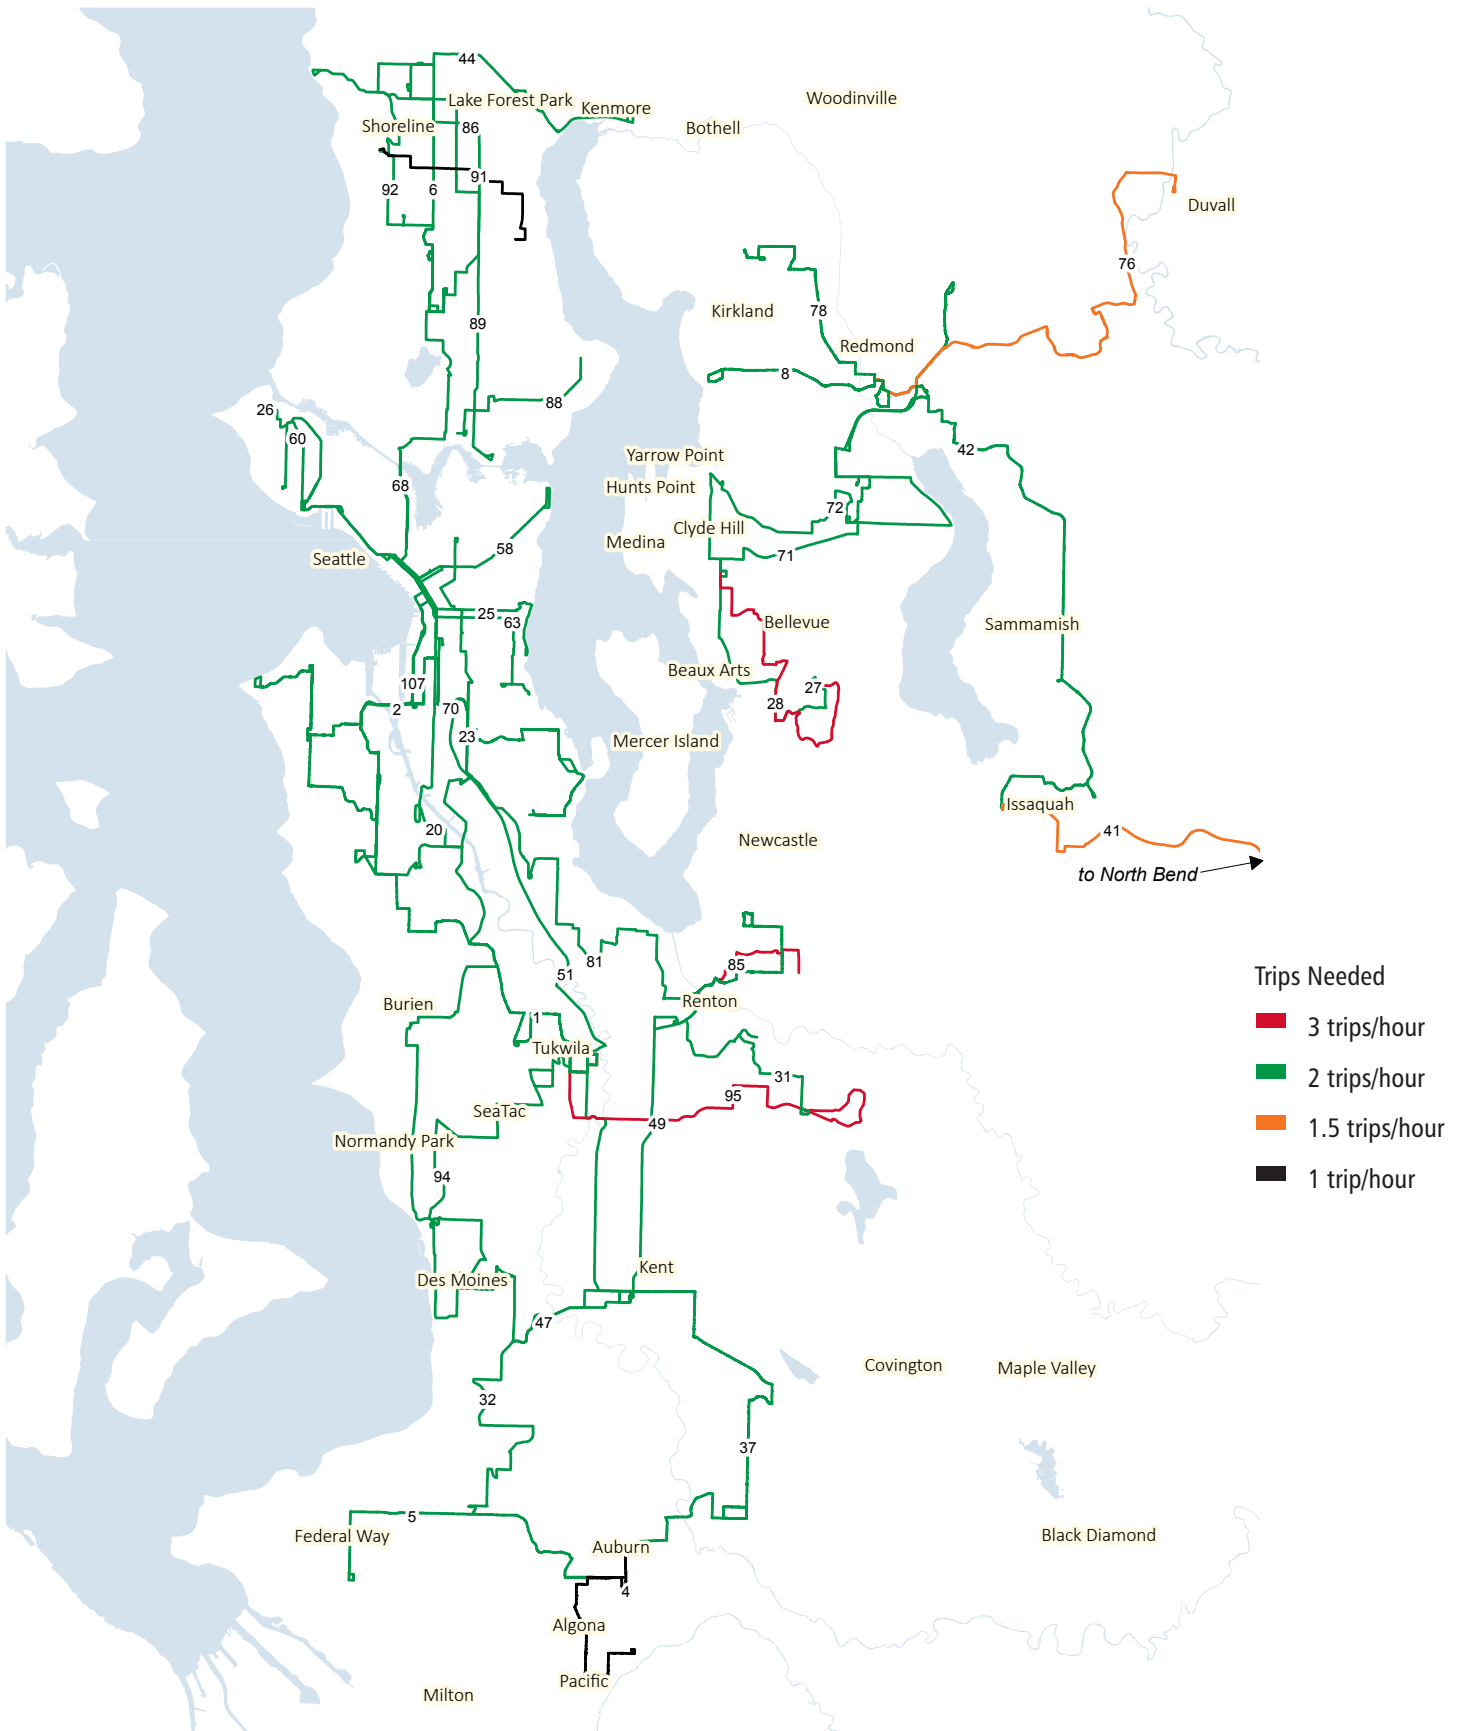 44
Woodinville
Lake Forest Park
Kenmore
Shoreline
86
Bothell
91
92
6
Duvall
76
Kirkland
78
89
Redmond
8
26
88
60
42
Yarrow Point
68
Hunts Point
72
Clyde Hill
Medina
58
71
Seattle
25
63
Bellevue
Sammamish
Beaux Arts
107
27
28
2
70
23
Mercer Island
Issaquah
20
41
Newcastle
to North Bend
81
85
51
Trips Needed
Burien
Renton
1
3 trips/hour
Tukwila
31
2 trips/hour
95
SeaTac
49
Normandy Park
1.5 trips/hour
94
1 trip/hour
Kent
Des Moines
47
Covington
Maple Valley
32
37
5
Federal Way
Auburn
Black Diamond
4
Algona
Pacific
Milton